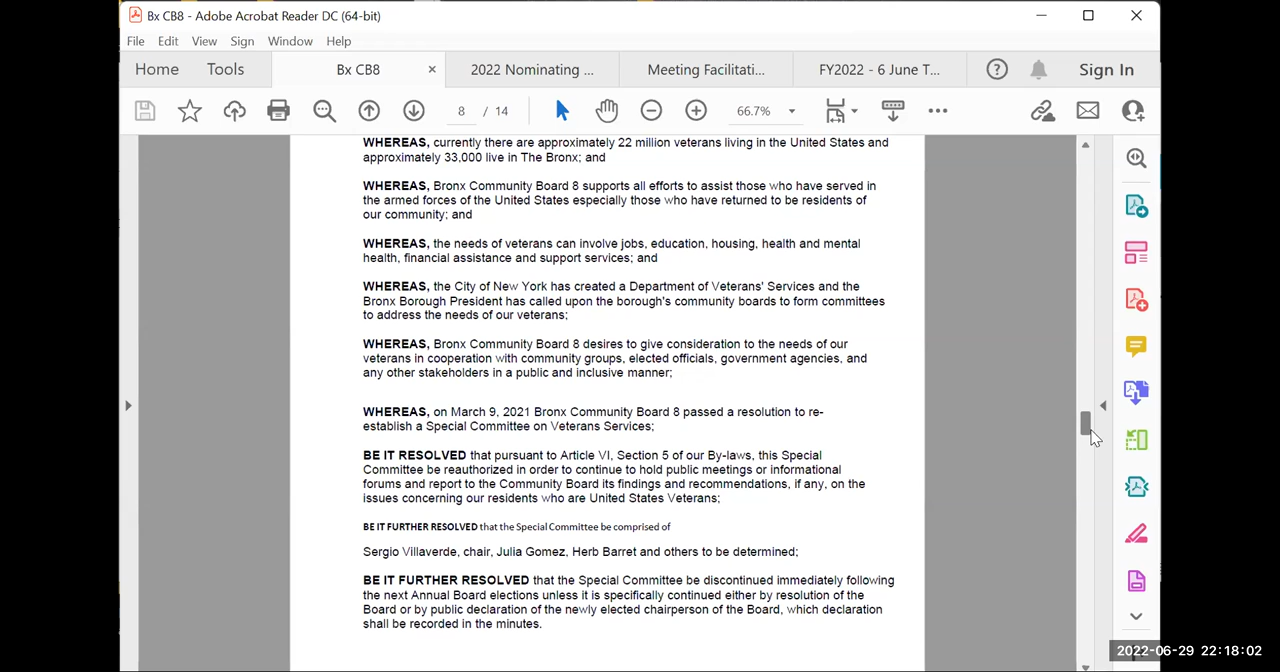 Bx CB8 - Adobe Acrobat Reader DC (64-bit)
File Edit View Sign Window Help
Home Tools Bx CB8 × 2022 Nominating ... Meeting Facilitati... FY2022 - 6 June T... Sign In
8 / 14 66.7%
WHEREAS, currently there are approximately 22 million veterans living in the United States and
approximately 33,000 live in The Bronx; and
WHEREAS, Bronx Community Board 8 supports all efforts to assist those who have served in
the armed forces of the United States especially those who have returned to be residents of
our community; and
WHEREAS, the needs of veterans can involve jobs, education, housing, health and mental
health, financial assistance and support services; and
WHEREAS, the City of New York has created a Department of Veterans' Services and the
Bronx Borough President has called upon the borough's community boards to form committees
to address the needs of our veterans;
WHEREAS, Bronx Community Board 8 desires to give consideration to the needs of our
veterans in cooperation with community groups, elected officials, government agencies, and
any other stakeholders in a public and inclusive manner;
WHEREAS, on March 9, 2021 Bronx Community Board 8 passed a resolution to re-
establish a Special Committee on Veterans Services;
BE IT RESOLVED that pursuant to Article VI, Section 5 of our By-laws, this Special
Committee be reauthorized in order to continue to hold public meetings or informational
forums and report to the Community Board its findings and recommendations, if any, on the
issues concerning our residents who are United States Veterans;
BE IT FURTHER RESOLVED that the Special Committee be comprised of
Sergio Villaverde, chair, Julia Gomez, Herb Barret and others to be determined;
BE IT FURTHER RESOLVED that the Special Committee be discontinued immediately following
the next Annual Board elections unless it is specifically continued either by resolution of the
Board or by public declaration of the newly elected chairperson of the Board, which declaration
shall be recorded in the minutes.
2022-06-29 22:18:02